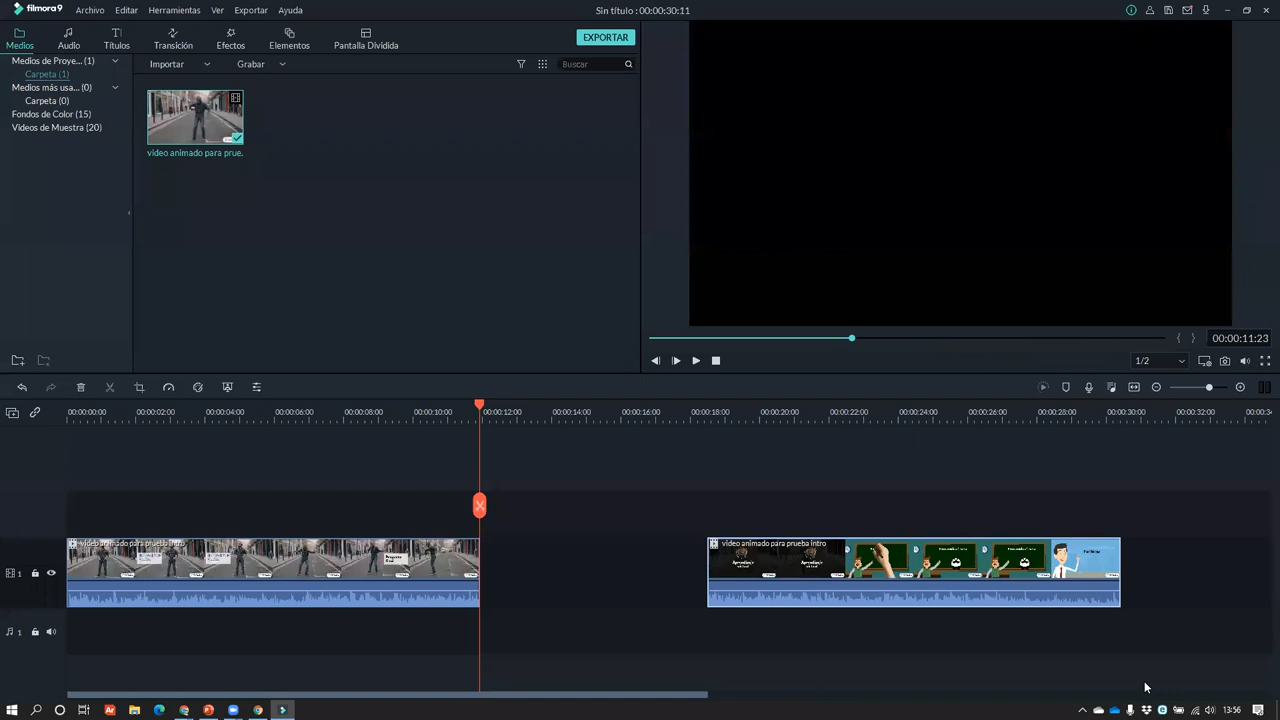 filmora9 Archivo Editar Herramientas Ver Exportar Ayuda Sin título : 00:00:30:11
Medios Audio Títulos Transición Efectos Elementos Pantalla Dividida EXPORTAR
Medios de Proye... (1)
Carpeta (1)
Medios más usa... (0)
Carpeta (0)
Fondos de Color (15)
Videos de Muestra (20)
Importar Grabar Buscar
video animado para prue.
00:00:11:23
1/2
00:00:00:00 00:00:02:00 00:00:04:00 00:00:06:00 00:00:08:00 00:00:10:00 00:00:12:00 00:00:14:00 00:00:16:00 00:00:18:00 00:00:20:00 00:00:22:00 00:00:24:00 00:00:26:00 00:00:28:00 00:00:30:00 00:00:32:00
video animado para prueba intro
video animado para prueba intro
1
1
13:56